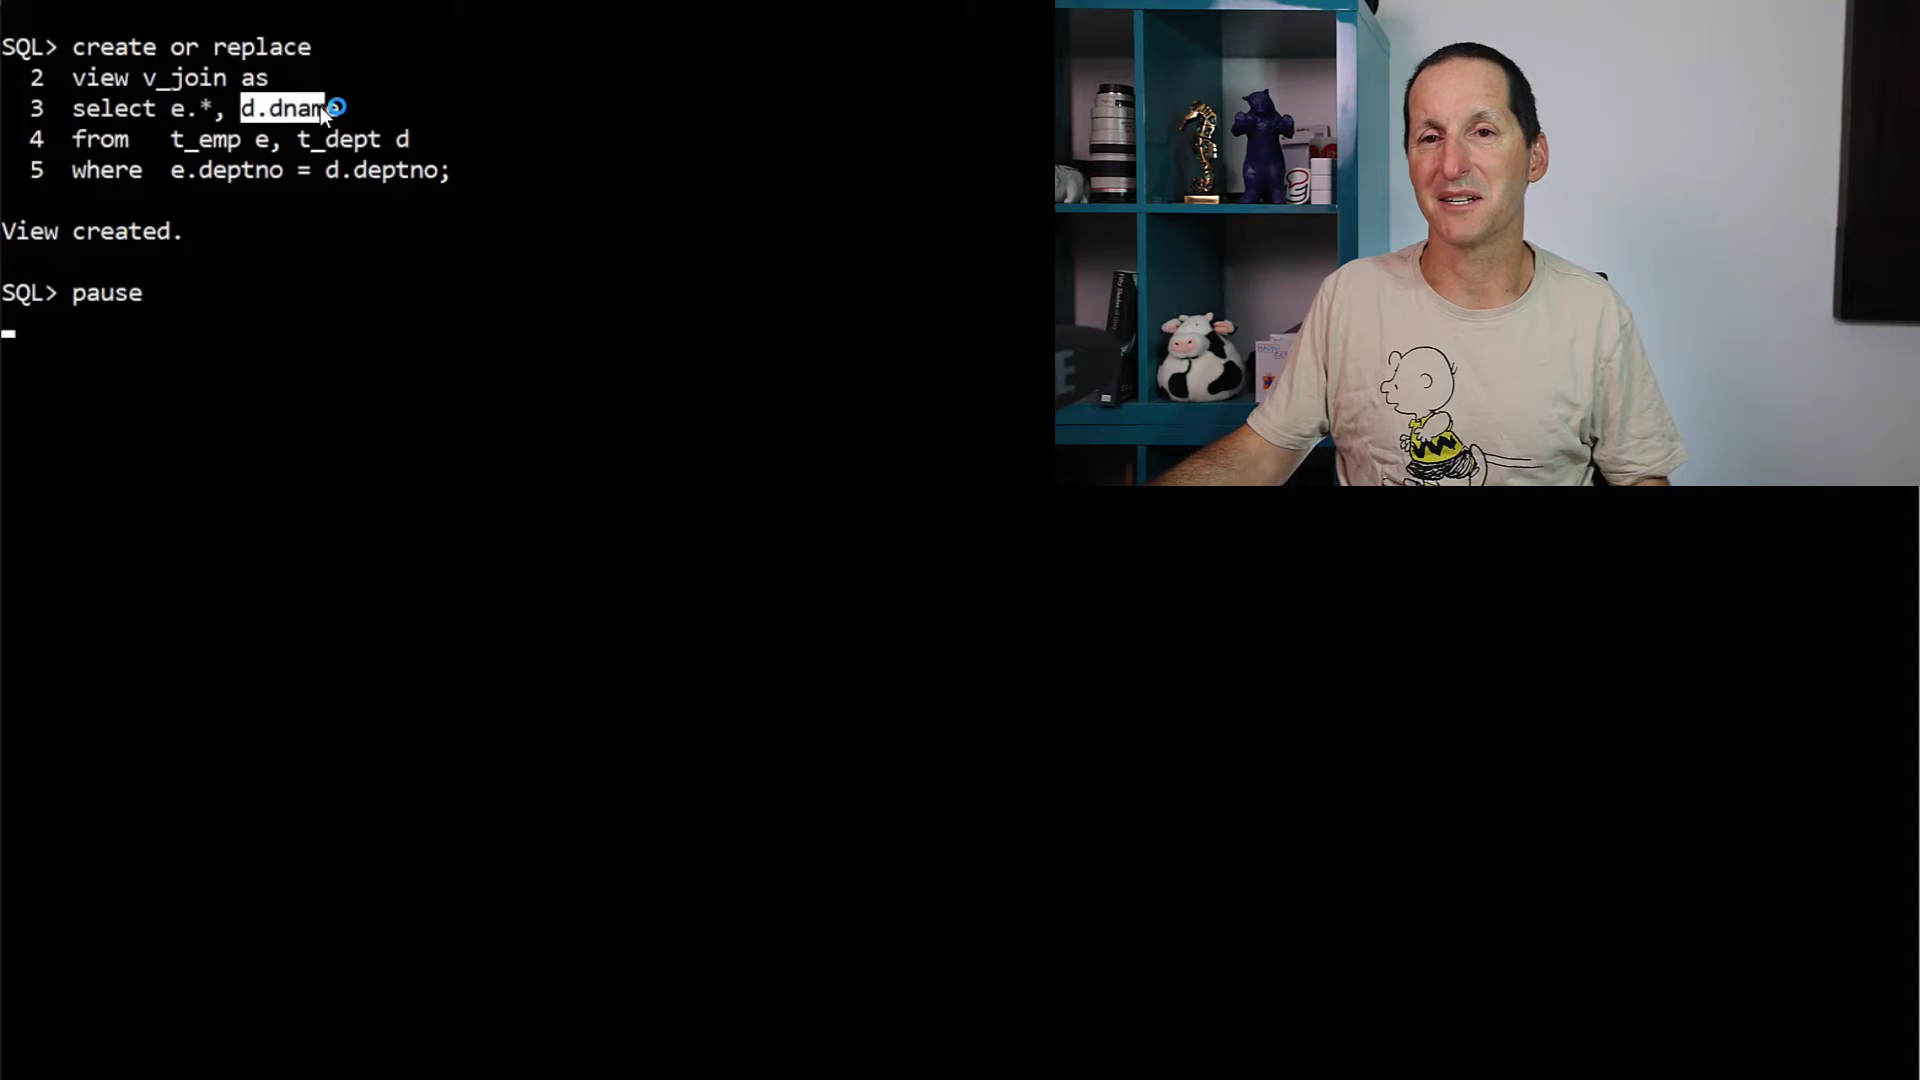 SQL> create or replace
2 view v_join as
3 select e.*, d.dname
4 from t_emp e, t_dept d
5 where e.deptno = d.deptno;
View created.
SQL> pause